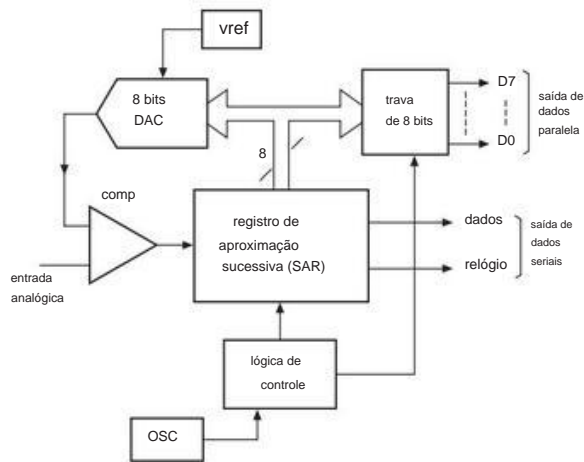 vref
8 bits
DAC
trava
de 8 bits
D7
D0
saída de
dados
paralela
8
comp
registro de
aproximação
sucessiva (SAR)
dados
relógio
saída de
dados
seriais
entrada
analógica
lógica de
controle
OSC